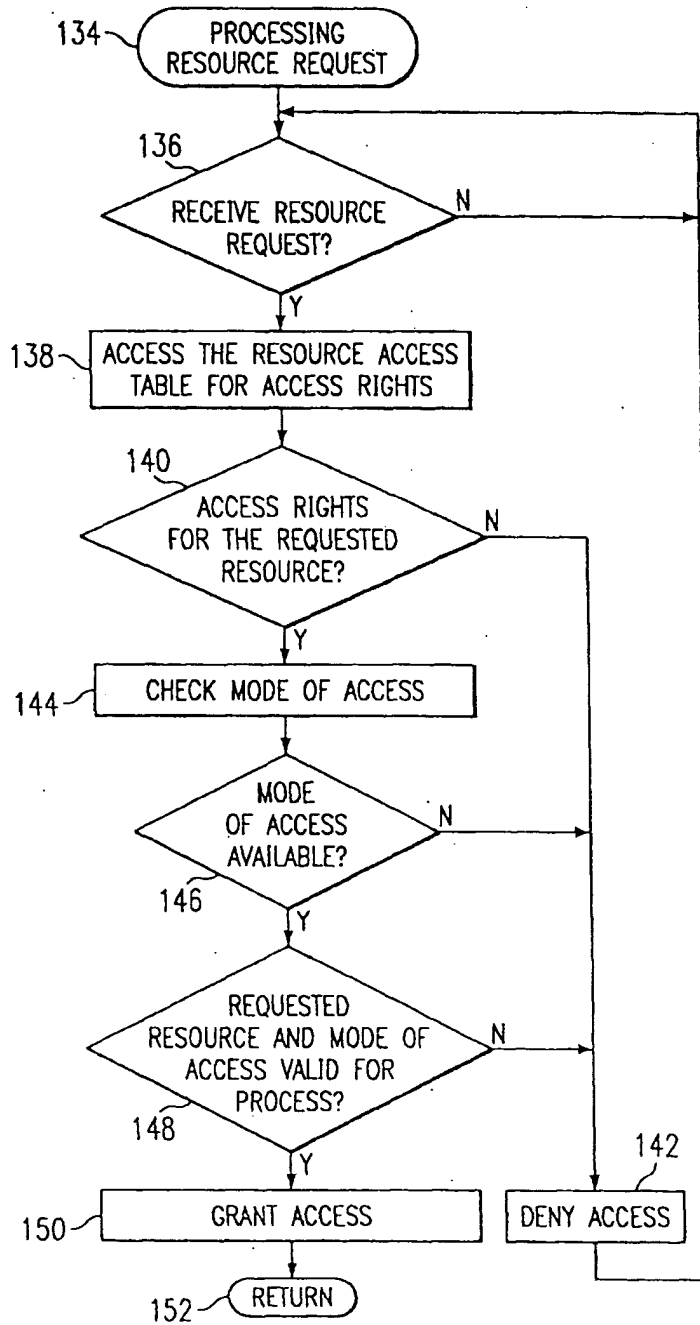 134
PROCESSING
RESOURCE REQUEST
136
RECEIVE RESOURCE
REQUEST?
N
Y
138
ACCESS THE RESOURCE ACCESS
TABLE FOR ACCESS RIGHTS
140
ACCESS RIGHTS
FOR THE REQUESTED
RESOURCE?
N
Y
144
CHECK MODE OF ACCESS
MODE
OF ACCESS
AVAILABLE?
N
146
Y
REQUESTED
RESOURCE AND MODE OF
ACCESS VALID FOR
PROCESS?
N
148
Y
142
150
GRANT ACCESS
DENY ACCESS
152
RETURN